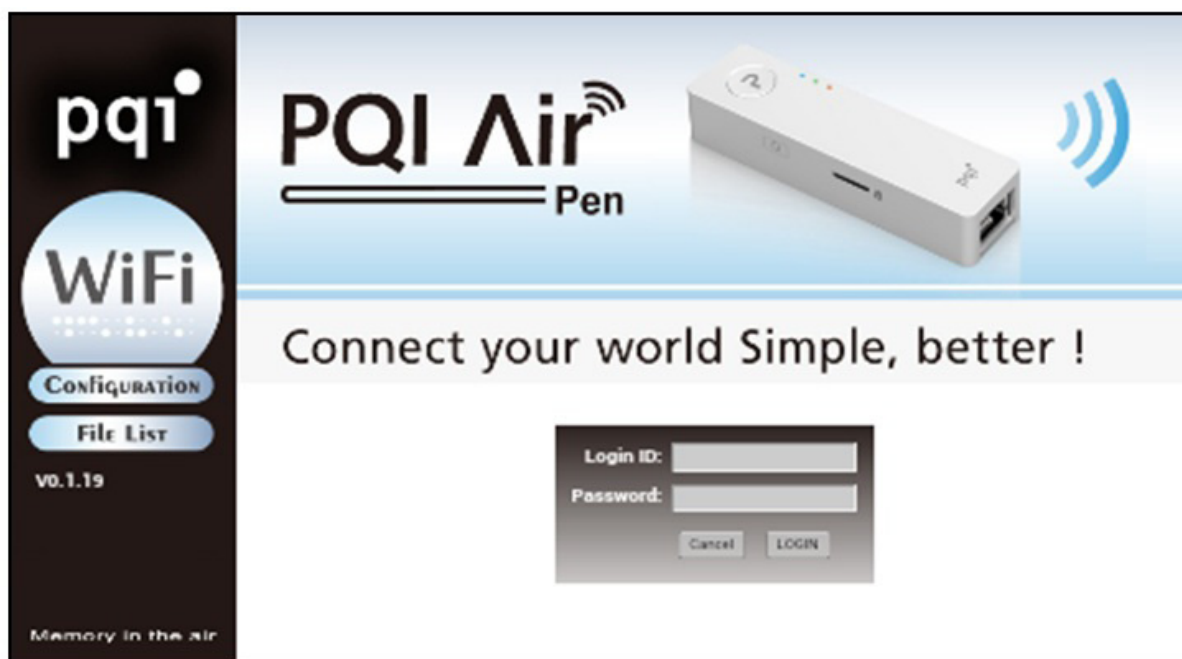 pqi
WiFi
Configuration
File List
V0.1.19
Memory in the air
PQI Air
Pen
pqi
Connect your world Simple, better !
Login ID:
Password:
Cancel
LOGIN